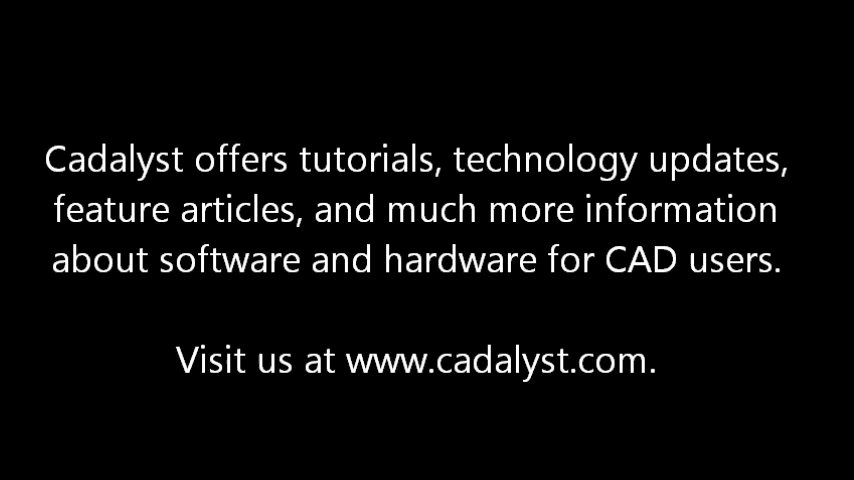 Cadalyst offers tutorials, technology updates,
feature articles, and much more information
about software and hardware for CAD users.
Visit us at www.cadalyst.com.